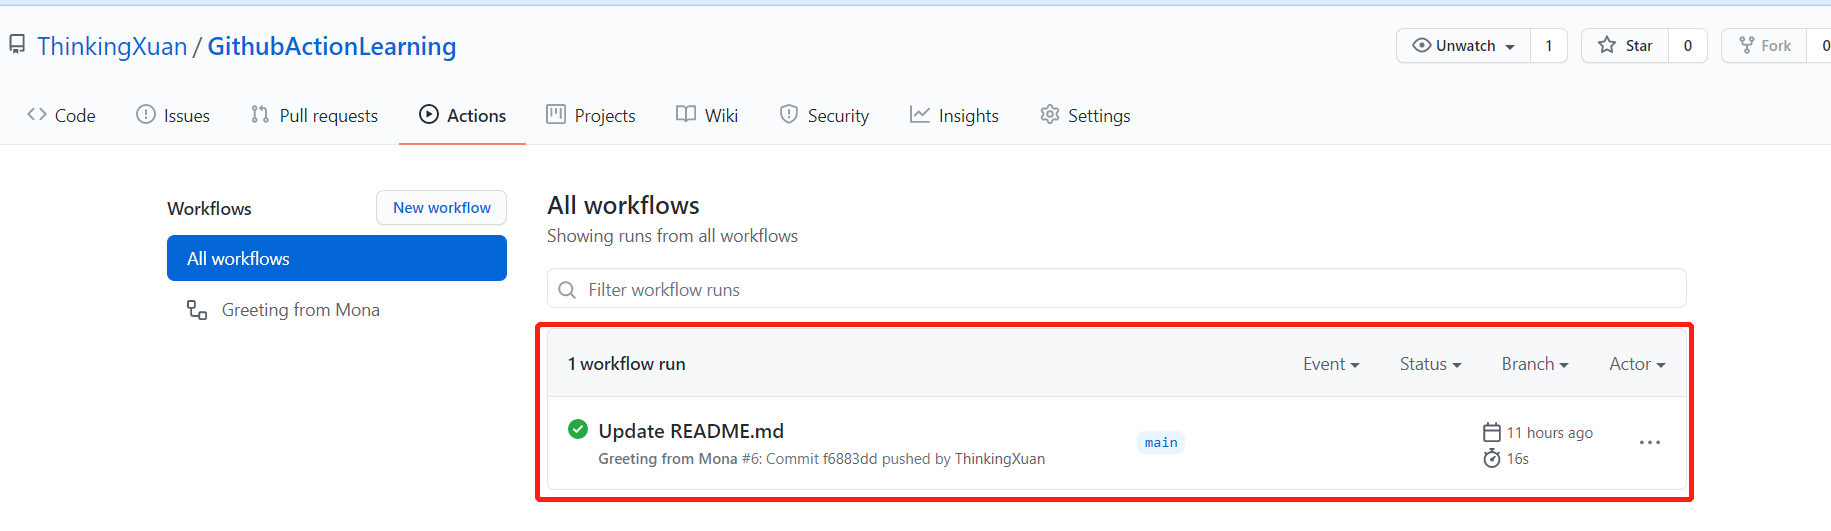 ThinkingXuan / GithubActionLearning
Unwatch 1 Star 0 Fork 0
Code Issues Pull requests Actions Projects Wiki Security Insights Settings
Workflows
New workflow
All workflows
Greeting from Mona
All workflows
Showing runs from all workflows
Filter workflow runs
1 workflow run Event Status Branch Actor
Update README.md
Greeting from Mona #6: Commit f6883dd pushed by ThinkingXuan
main
11 hours ago
16s